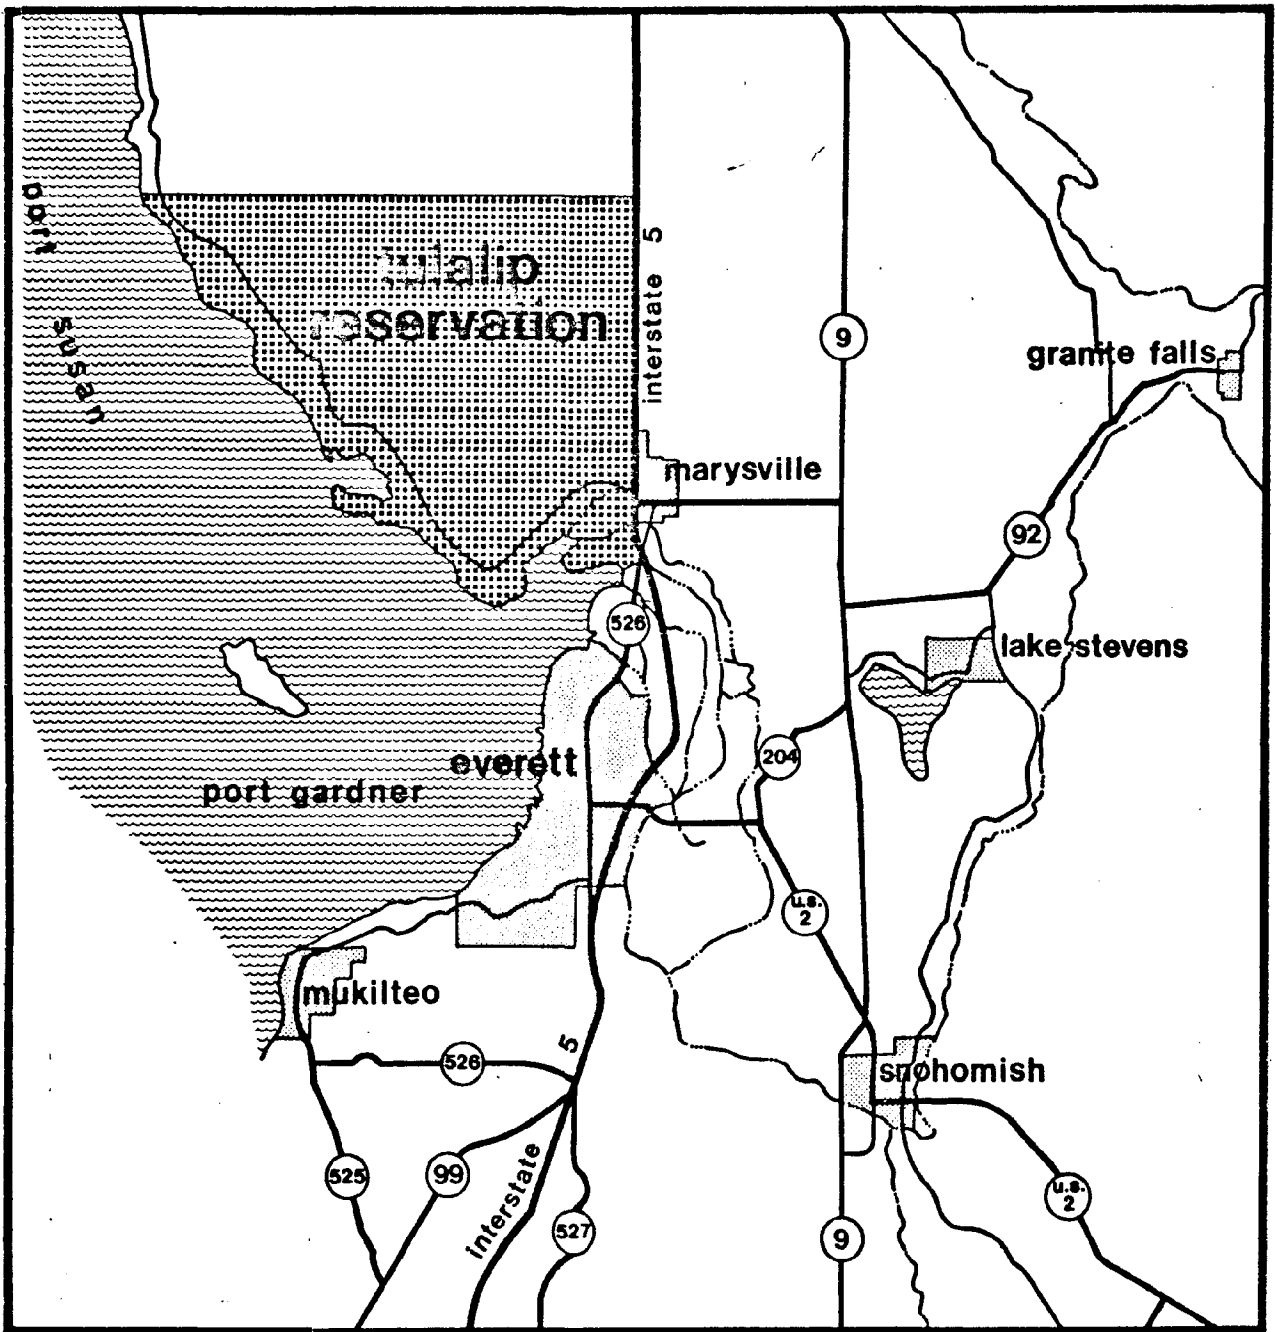 port
susan
tulalip
reservation
interstate 5
9
granite falls
marysville
92
526
lake stevens
everett
204
port gardner
u.s.
2
mukilteo
5
526
snohomish
525
99
interstate
527
u.s.
2
9